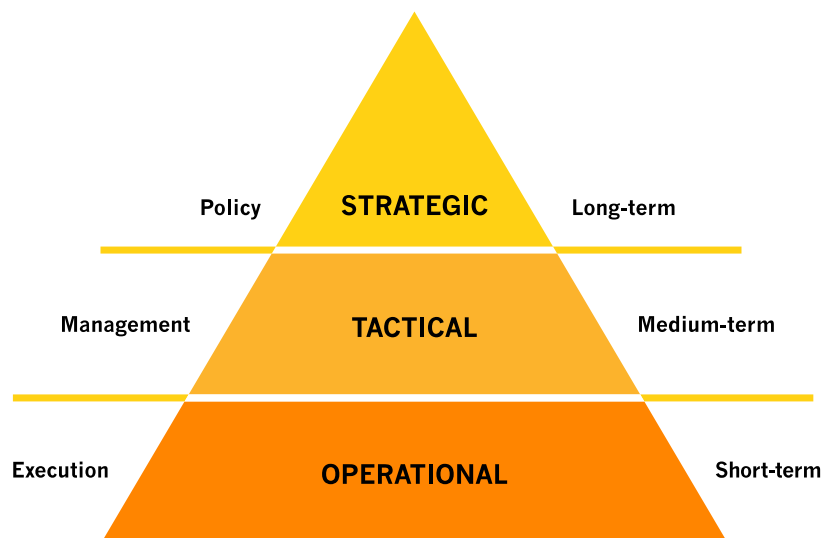 Policy STRATEGIC Long-term
Management TACTICAL Medium-term
Execution OPERATIONAL Short-term